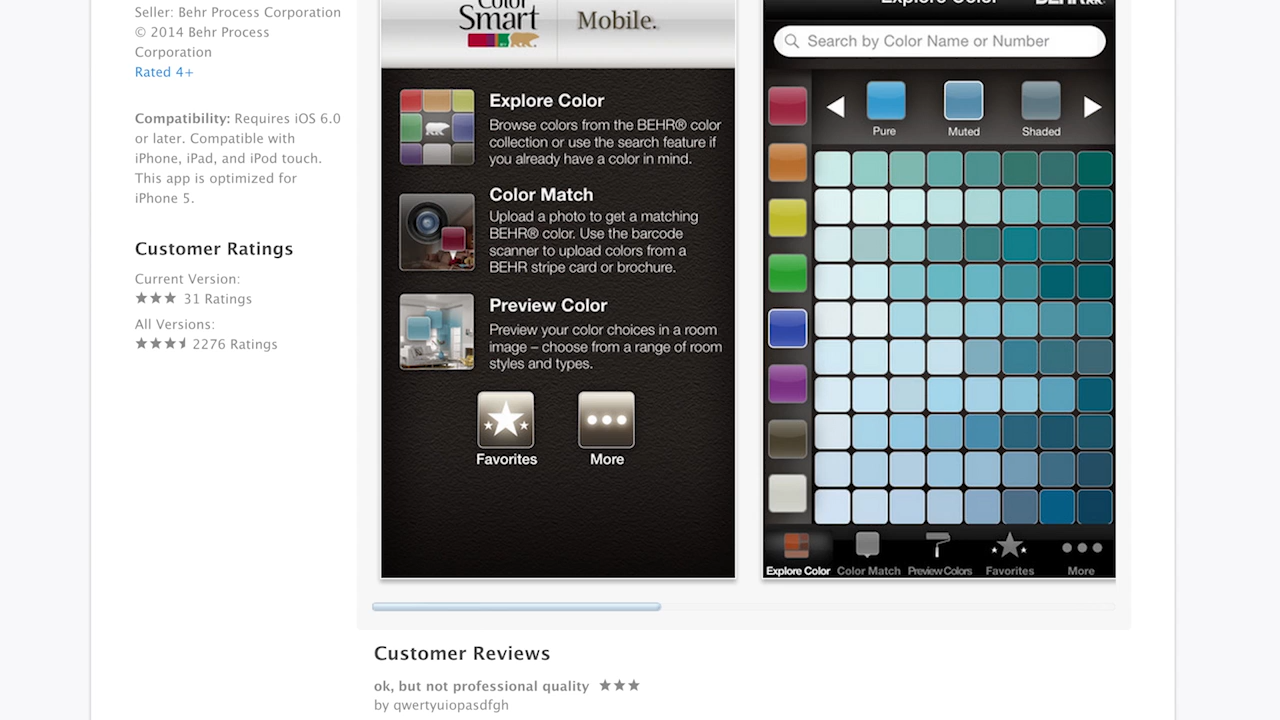 Seller: Behr Process Corporation
© 2014 Behr Process
Corporation
Rated 4+
Compatibility: Requires iOS 6.0
or later. Compatible with
iPhone, iPad, and iPod touch.
This app is optimized for
iPhone 5.
Customer Ratings
Current Version:
★★★ 31 Ratings
All Versions:
2276 Ratings
Color
Smart
Mobile.
Explore Color
Browse colors from the BEHR® color
collection or use the search feature if
you already have a color in mind.
Color Match
Upload a photo to get a matching
BEHR® color. Use the barcode
scanner to upload colors from a
BEHR stripe card or brochure.
Preview Color
Preview your color choices in a room
image – choose from a range of room
styles and types.
Favorites
More
Explore Color
BEHR
Search by Color Name or Number
Pure
Muted
Shaded
Explore Color
Color Match
Preview Colors
Favorites
More
Customer Reviews
ok, but not professional quality ★★★
by qwertyuiopasdfgh